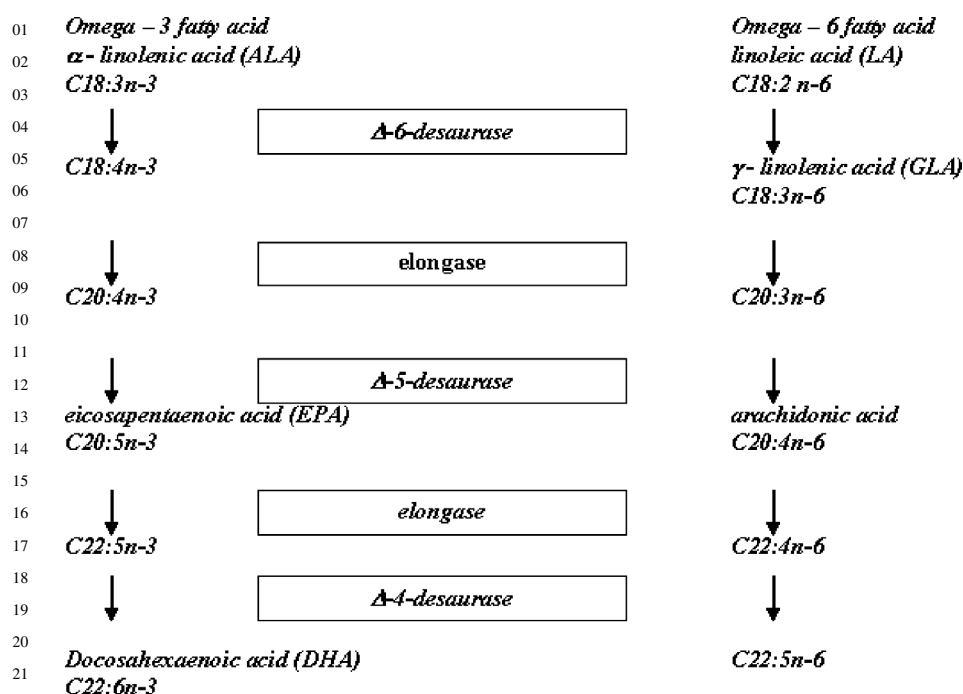 01
Omega – 3 fatty acid
Omega – 6 fatty acid
02
α- linolenic acid (ALA)
linoleic acid (LA)
03
C18:3n-3
C18:2 n-6
04
Δ-6-desaurase
05
C18:4n-3
γ- linolenic acid (GLA)
06
C18:3n-6
07
08
elongase
09
C20:4n-3
C20:3n-6
10
11
12
Δ-5-desaurase
13
eicosapentaenoic acid (EPA)
arachidonic acid
14
C20:5n-3
C20:4n-6
15
16
elongase
17
C22:5n-3
C22:4n-6
18
19
Δ-4-desaurase
20
21
Docosahexaenoic acid (DHA)
C22:5n-6
C22:6n-3